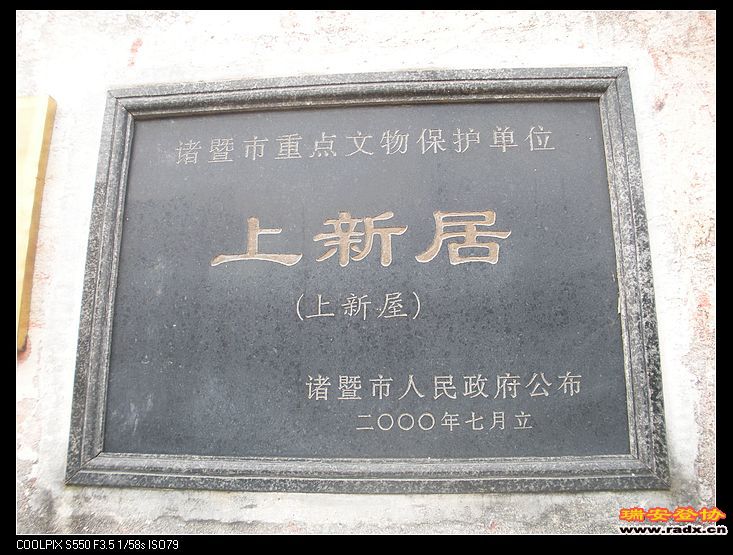 诸暨市重点文物保护单位
上新居
(上新屋)
诸暨市人民政府公布
二〇〇〇年七月立
瑞安登协
www.radx.cn
COOLPIX S550 F3.5 1/58s ISO79